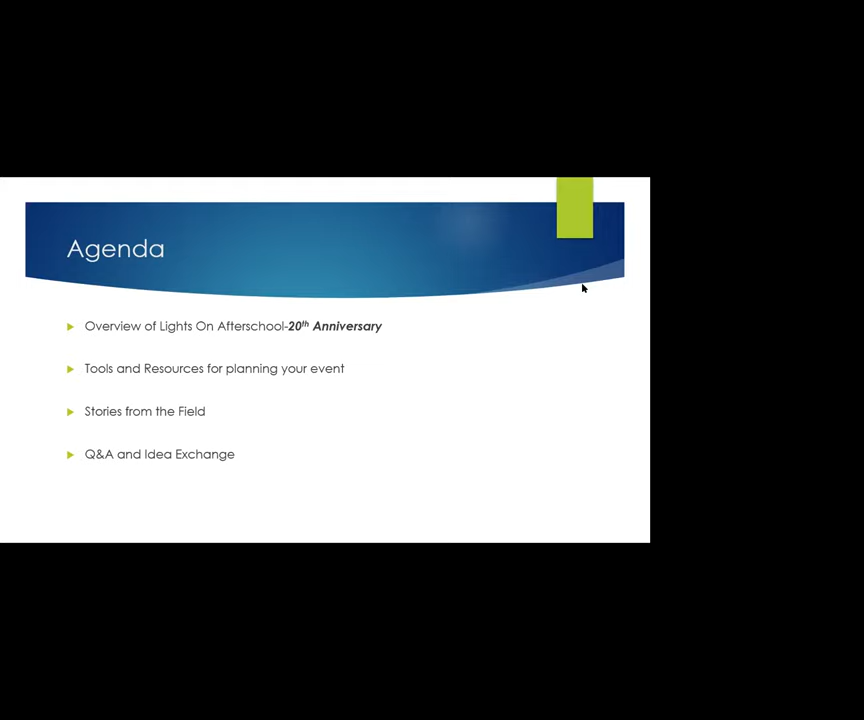 Agenda
Overview of Lights On Afterschool-20th Anniversary
Tools and Resources for planning your event
Stories from the Field
Q&A and Idea Exchange